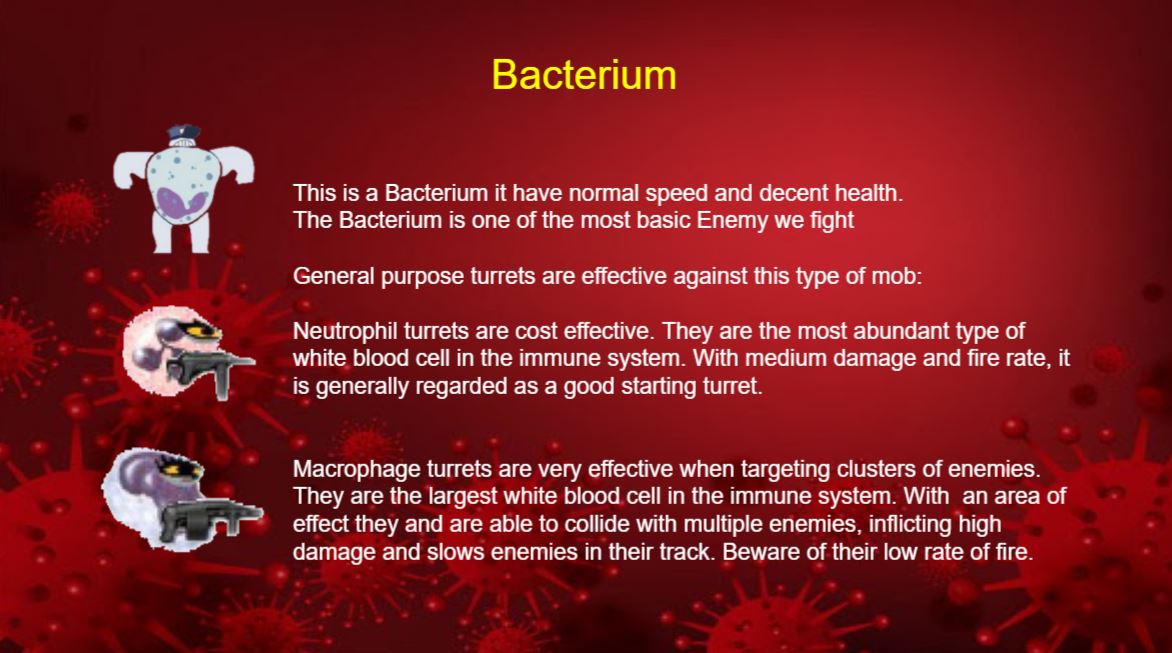 Bacterium
This is a Bacterium it have normal speed and decent health.
The Bacterium is one of the most basic Enemy we fight
General purpose turrets are effective against this type of mob:
Neutrophil turrets are cost effective. They are the most abundant type of
white blood cell in the immune system. With medium damage and fire rate, it
is generally regarded as a good starting turret.
Macrophage turrets are very effective when targeting clusters of enemies.
They are the largest white blood cell in the immune system. With  an area of
effect they and are able to collide with multiple enemies, inflicting high
damage and slows enemies in their track. Beware of their low rate of fire.